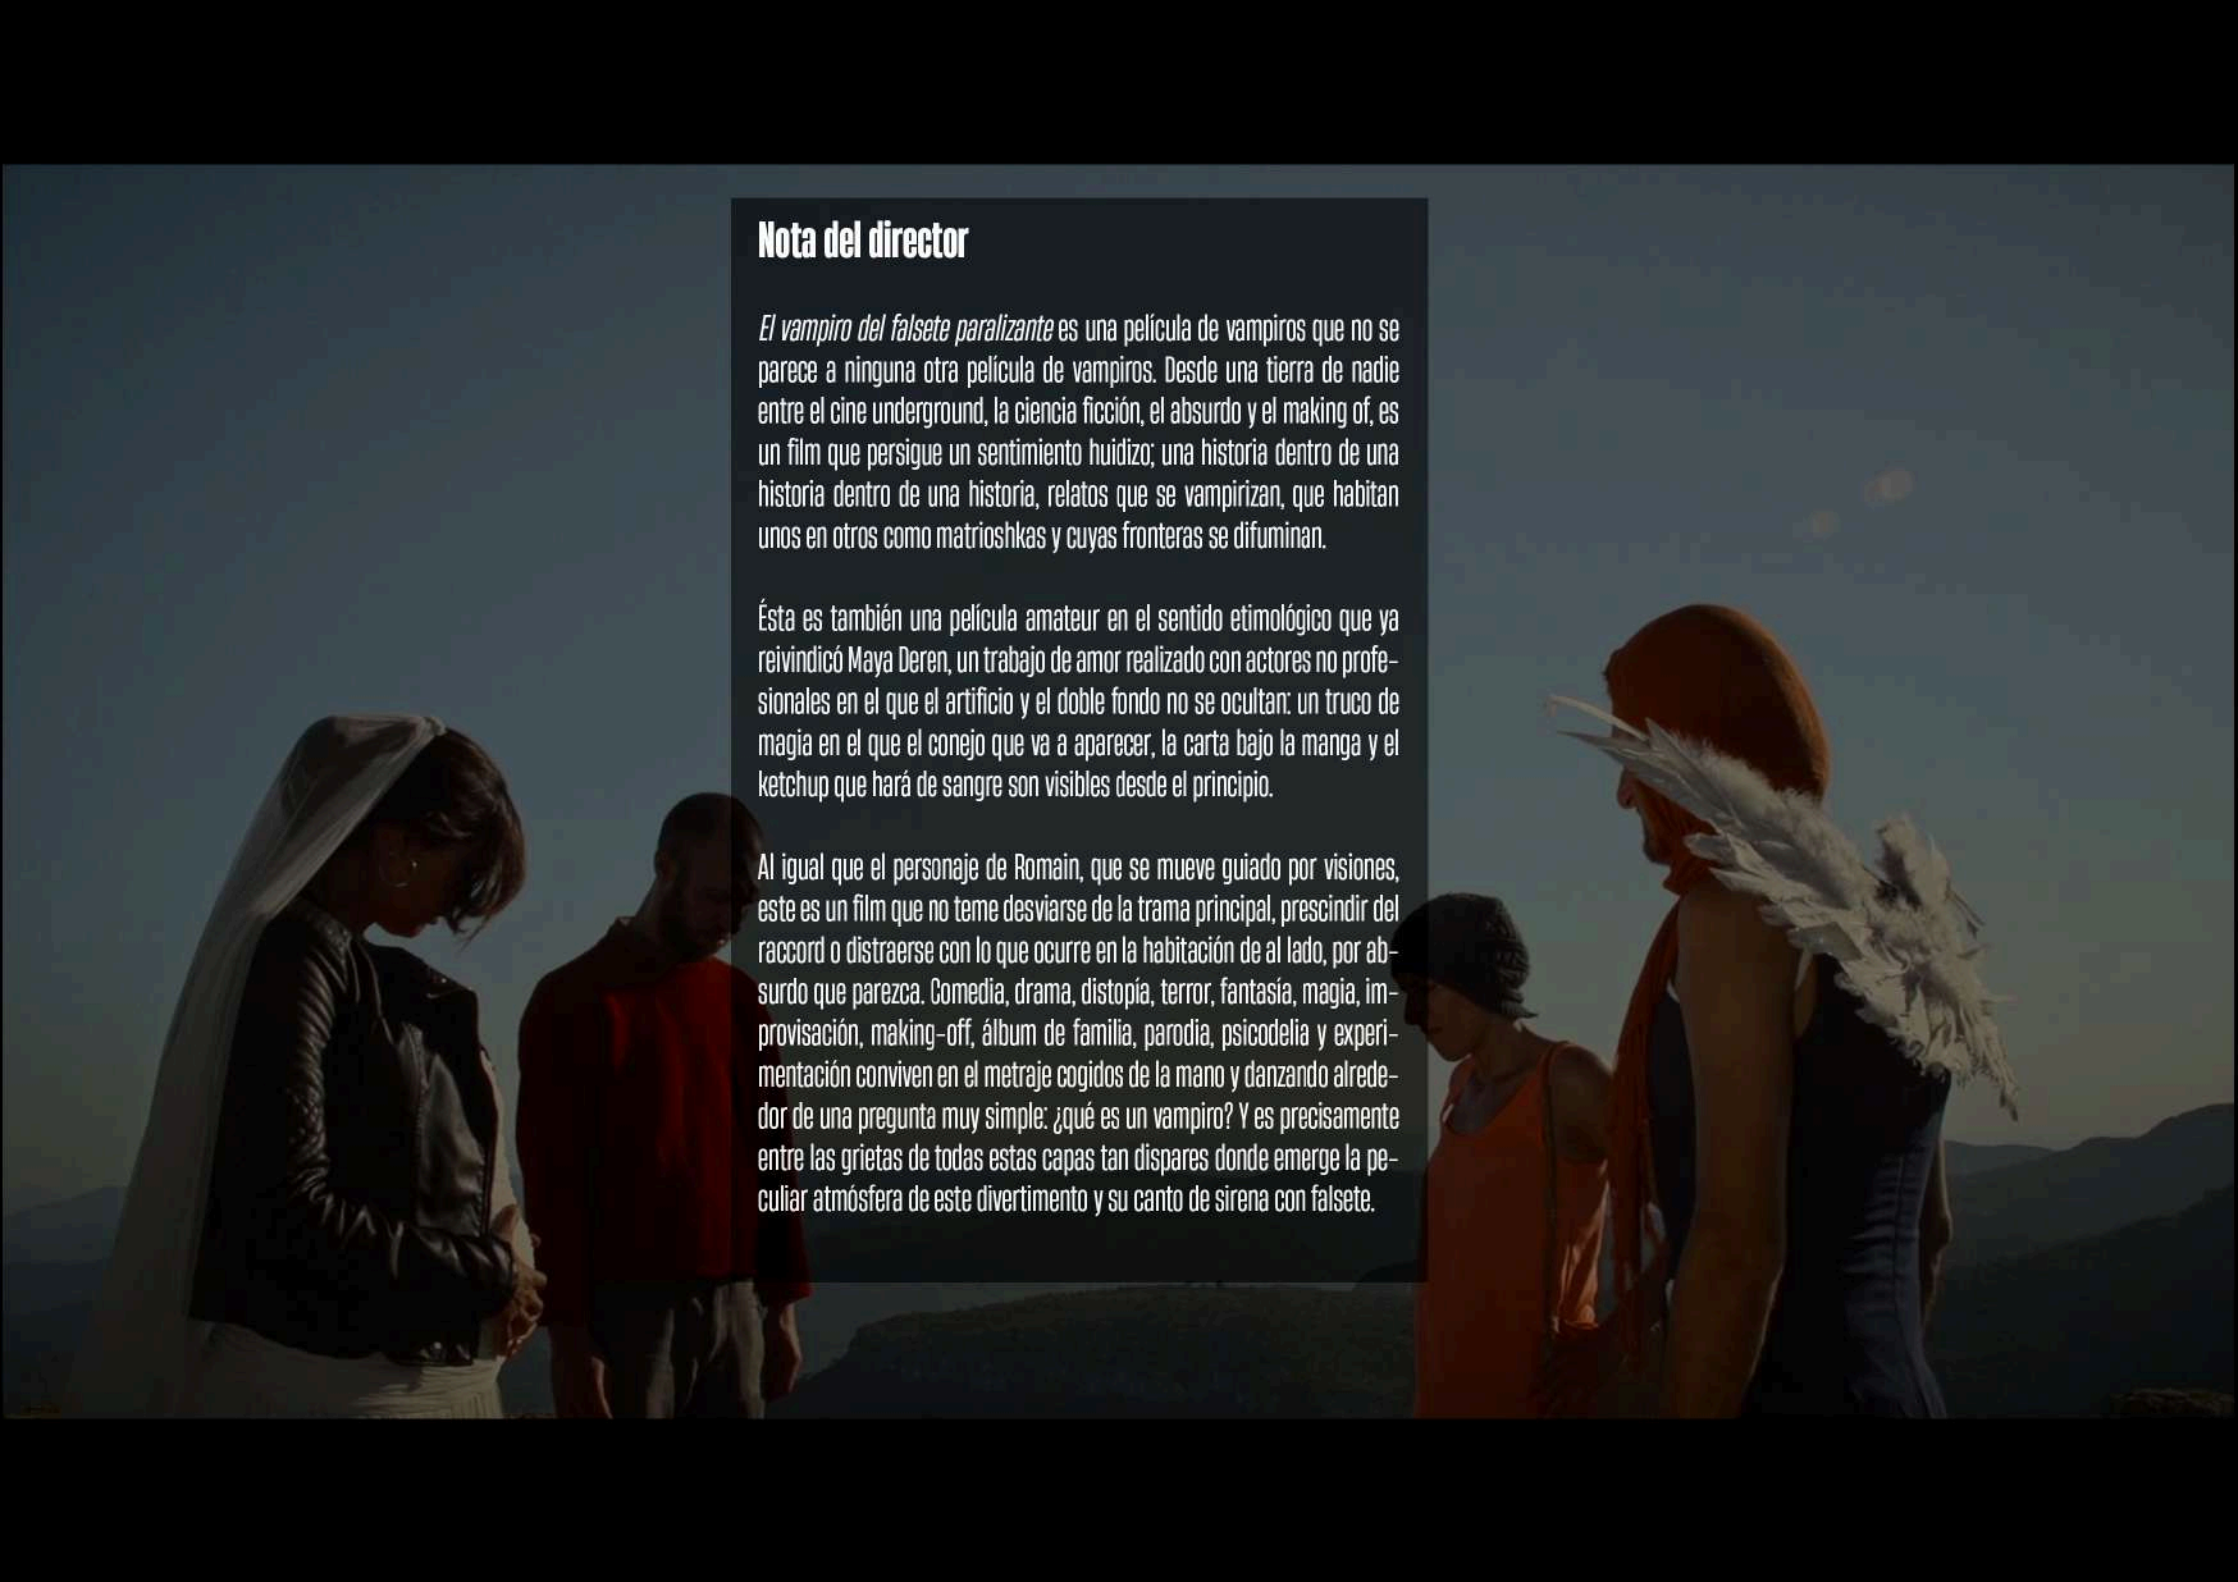 Nota del director
El vampiro del falsete paralizante es una película de vampiros que no se
parece a ninguna otra película de vampiros. Desde una tierra de nadie
entre el cine underground, la ciencia ficción, el absurdo y el making of, es
un film que persigue un sentimiento huidizo; una historia dentro de una
historia dentro de una historia, relatos que se vampirizan, que habitan
unos en otros como matrioshkas y cuyas fronteras se difuminan.
Ésta es también una película amateur en el sentido etimológico que ya
reivindicó Maya Deren, un trabajo de amor realizado con actores no profe-
sionales en el que el artificio y el doble fondo no se ocultan: un truco de
magia en el que el conejo que va a aparecer, la carta bajo la manga y el
ketchup que hará de sangre son visibles desde el principio.
Al igual que el personaje de Romain, que se mueve guiado por visiones,
este es un film que no teme desviarse de la trama principal, prescindir del
raccord o distraerse con lo que ocurre en la habitación de al lado, por ab-
surdo que parezca. Comedia, drama, distopía, terror, fantasía, magia, im-
provisación, making-off, álbum de familia, parodia, psicodelia y experi-
mentación conviven en el metraje cogidos de la mano y danzando alrede-
dor de una pregunta muy simple: ¿qué es un vampiro? Y es precisamente
entre las grietas de todas estas capas tan dispares donde emerge la pe-
culiar atmósfera de este divertimento y su canto de sirena con falsete.